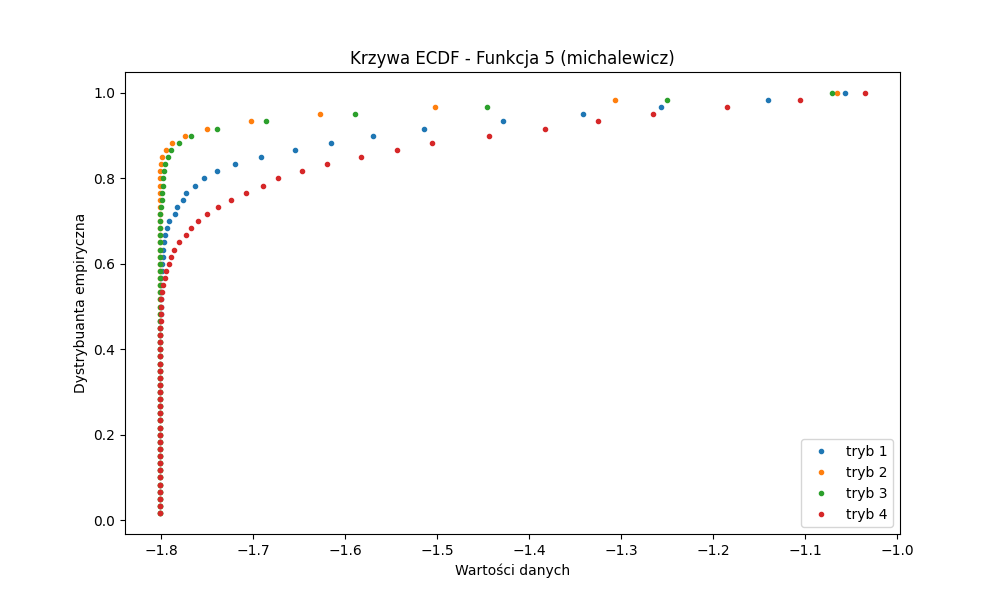 Krzywa ECDF - Funkcja 5 (michalewicz)
Dystrybuanta empiryczna
1.0
0.8
0.6
0.4
0.2
0.0
tryb 1
tryb 2
tryb 3
tryb 4
−1.8 −1.7 −1.6 −1.5 −1.4 −1.3 −1.2 −1.1 −1.0
Wartości danych